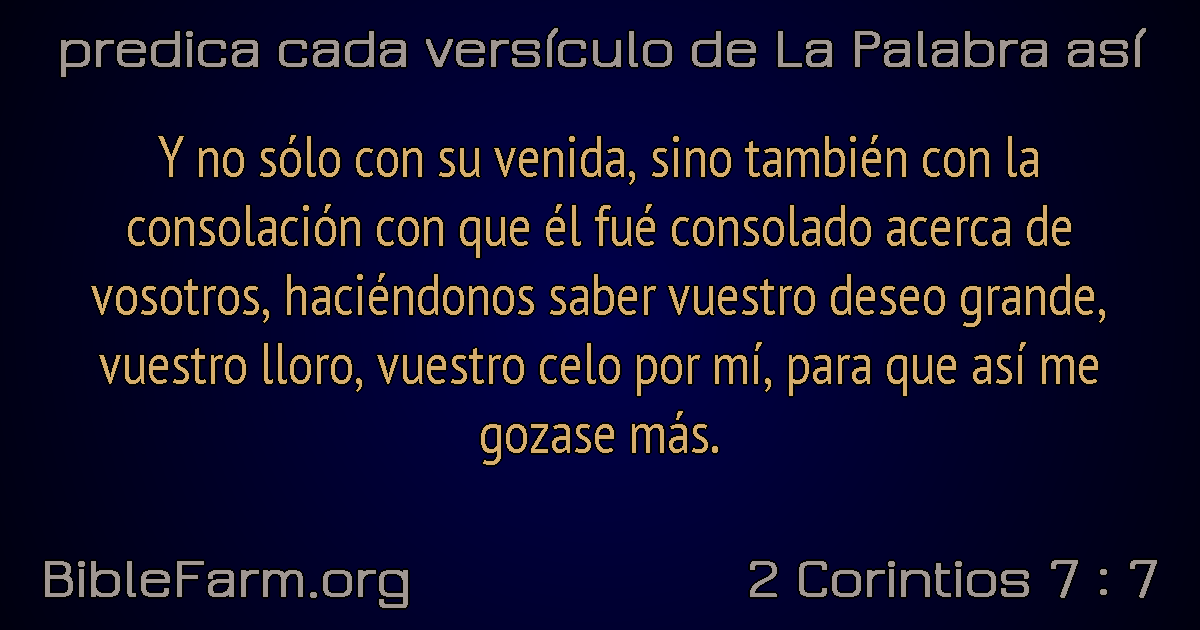 predica cada versículo de La Palabra así
Y no sólo con su venida, sino también con la
consolación con que él fué consolado acerca de
vosotros, haciéndonos saber vuestro deseo grande,
vuestro lloro, vuestro celo por mí, para que así me
gozase más.
BibleFarm.org
2 Corintios 7 : 7